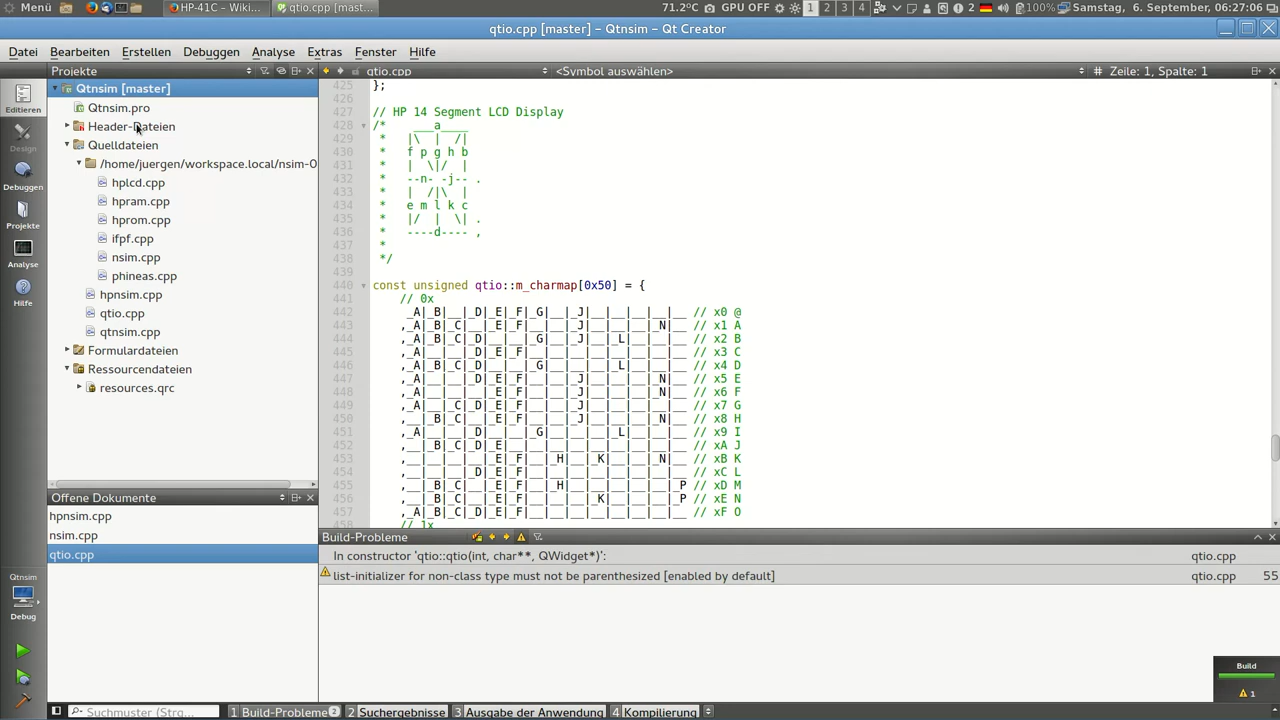 Menü
HP-41C – Wiki...
qtio.cpp [mast...
71.2°C
GPU OFF
1 2 3 4
2
100%
Samstag, 6. September, 06:27:06
qtio.cpp [master] – Qtnsim – Qt Creator
Datei Bearbeiten Erstellen Debuggen Analyse Extras Fenster Hilfe
Projekte
qtio.cpp
<Symbol auswählen>
# Zeile: 1, Spalte: 1
Editieren
Design
Debuggen
Projekte
Analyse
Hilfe
Qtnsim [master]
Qtnsim.pro
Header-Dateien
Quelldateien
/home/juergen/workspace.local/nsim-0
hplcd.cpp
hpram.cpp
hprom.cpp
ifpf.cpp
nsim.cpp
phineas.cpp
hpnsim.cpp
qtio.cpp
qtnsim.cpp
Formulardateien
Ressourcendateien
resources.qrc
425 };
426
427 // HP 14 Segment LCD Display
428 /*   ___a____
429  *   |\  |  /|
430  *   f p g h b
431  *   |  \|/  |
432  *   --n- -j-- .
433  *   |  /|\  |
434  *   e m l k c
435  *   |/  |  \| .
436  *   ----d---- ,
437  *
438  */
439
440 const unsigned qtio::m_charmap[0x50] = {
441     // 0x
442      _A|_B|__|_D|_E|_F|_G|__|_J|__|__|__|__|__ // x0 @
443     ,_A|_B|_C|__|_E|_F|__|__|_J|__|__|__|_N|__ // x1 A
444     ,_A|_B|_C|_D|__|__|_G|__|_J|__|_L|__|__|__ // x2 B
445     ,_A|__|__|_D|_E|_F|__|__|__|__|__|__|__|__ // x3 C
446     ,_A|_B|_C|_D|__|__|_G|__|__|__|_L|__|__|__ // x4 D
447     ,_A|__|__|_D|_E|_F|__|__|_J|__|__|__|_N|__ // x5 E
448     ,_A|__|__|__|_E|_F|__|__|_J|__|__|__|_N|__ // x6 F
449     ,_A|__|_C|_D|_E|_F|__|__|_J|__|__|__|__|__ // x7 G
450     ,__|_B|_C|__|_E|_F|__|__|_J|__|__|__|_N|__ // x8 H
451     ,_A|__|__|_D|__|__|_G|__|__|__|_L|__|__|__ // x9 I
452     ,__|_B|_C|_D|_E|__|__|__|__|__|__|__|__|__ // xA J
453     ,__|__|__|__|_E|_F|__|_H|__|_K|__|__|_N|__ // xB K
454     ,__|__|__|_D|_E|_F|__|__|__|__|__|__|__|__ // xC L
455     ,__|_B|_C|__|_E|_F|__|_H|__|__|__|__|__|_P // xD M
456     ,__|_B|_C|__|_E|_F|__|__|__|_K|__|__|__|_P // xE N
457     ,_A|_B|_C|_D|_E|_F|__|__|__|__|__|__|__|__ // xF O
458     // 1x
Offene Dokumente
hpnsim.cpp
nsim.cpp
qtio.cpp
Build-Probleme
In constructor 'qtio::qtio(int, char**, QWidget*)': qtio.cpp
list-initializer for non-class type must not be parenthesized [enabled by default] qtio.cpp 55
Qtnsim
Debug
Build
1
Suchmuster (Strg...
1 Build-Probleme 2
2 Suchergebnisse
3 Ausgabe der Anwendung
4 Kompilierung